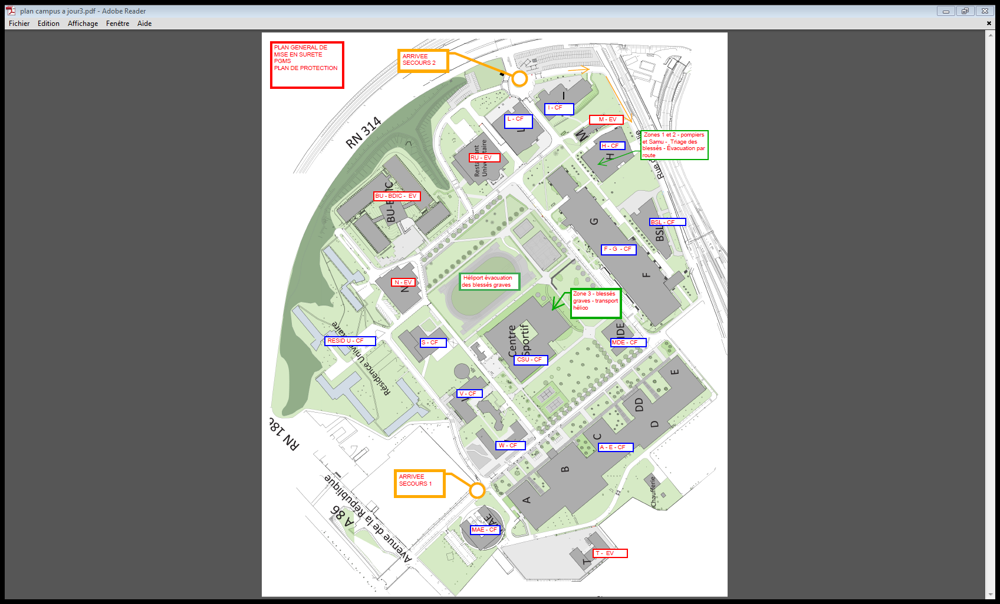 plan campus a jour3.pdf - Adobe Reader
Fichier Edition Affichage Fenêtre Aide
PLAN GENERAL DE
MISE EN SURETE
PGMS
PLAN DE PROTECTION
ARRIVEE
SECOURS 2
I
I - CF
L - CF
L
M - EV
M
RN 314
Zones 1 et 2 - pompiers
et Samu - Triage des
blessés - Évacuation par
route
H - CF
H
RU - EV
Restaurant
Universitaire
Rue d
BU - BDIC - EV
BU-BDIC
G
BSL - CF
BSL
F - G - CF
F
Héliport évacuation
des blessés graves
N - EV
N
Zone 3 - blessés
graves - transport
hélico
RESID U - CF
Résidence Universitaire
S - CF
Centre
Sportif
CSU - CF
MDE - CF
MDE
E
V - CF
DD
D
RN 186
C
W - CF
A - E - CF
B
ARRIVEE
SECOURS 1
A
Chaufferie
Avenue de la République
A 86
MAE - CF
MAE
T - EV
T